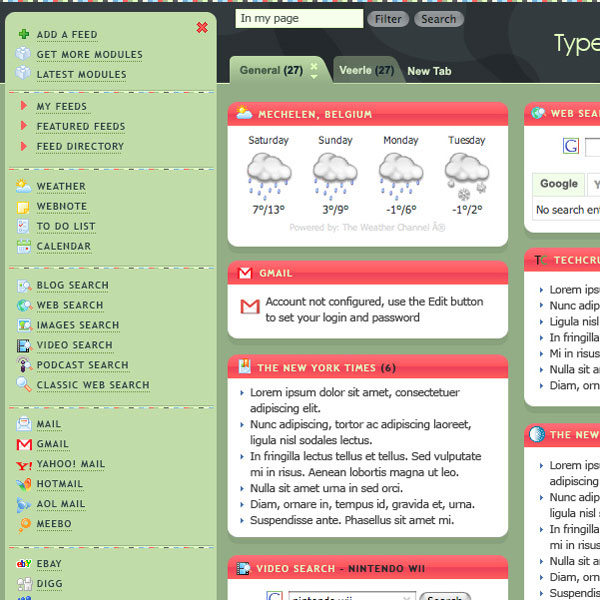 In my page
Filter
Search
Type
General (27)
Veerle (27)
New Tab
ADD A FEED
GET MORE MODULES
LATEST MODULES
MY FEEDS
FEATURED FEEDS
FEED DIRECTORY
WEATHER
WEBNOTE
TO DO LIST
CALENDAR
BLOG SEARCH
WEB SEARCH
IMAGES SEARCH
VIDEO SEARCH
PODCAST SEARCH
CLASSIC WEB SEARCH
MAIL
GMAIL
YAHOO! MAIL
HOTMAIL
AOL MAIL
MEEBO
EBAY
DIGG
MECHELEN, BELGIUM
Saturday Sunday Monday Tuesday
7°/13° 3°/9° -1°/6° -1°/2°
Powered by: The Weather Channel Â®
GMAIL
Account not configured, use the Edit button
to set your login and password
THE NEW YORK TIMES (6)
Lorem ipsum dolor sit amet, consectetuer
adipiscing elit.
Nunc adipiscing, tortor ac adipiscing laoreet,
ligula nisl sodales lectus.
In fringilla lectus tellus et tellus. Sed vulputate
mi in risus. Aenean lobortis magna ut leo.
Nulla sit amet urna in sed orci.
Diam, ornare in, tempus id, gravida et, urna.
Suspendisse ante. Phasellus sit amet mi.
VIDEO SEARCH - NINTENDO WII
G
nintendo wii
Search
WEB SEA
G
Google
Y
No search en
TECHCRU
Lorem ips
Nunc adip
Ligula nisl
In fringilla
Mi in risus
Nulla sit a
Diam, orn
THE NEW
Lorem ips
adipiscing
Nunc adip
ligula nisl
In fringilla
mi in risus
Nulla sit a
Diam, orn
Suspendis